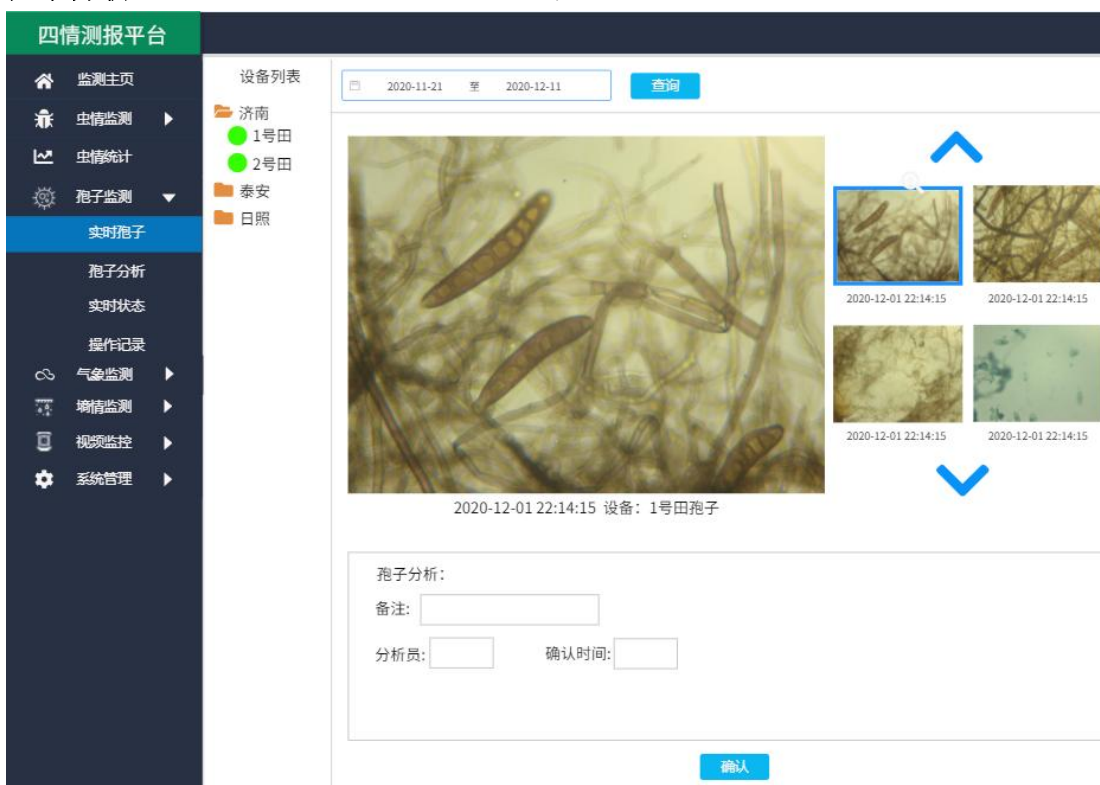 四情测报平台
监测主页
虫情监测
虫情统计
孢子监测
实时孢子
孢子分析
实时状态
操作记录
气象监测
墒情监测
视频监控
系统管理
设备列表
济南
1号田
2号田
泰安
日照
2020-11-21 至 2020-12-11 查询
2020-12-01 22:14:15 2020-12-01 22:14:15
2020-12-01 22:14:15 2020-12-01 22:14:15
2020-12-01 22:14:15 设备：1号田孢子
孢子分析：
备注:
分析员: 确认时间:
确认